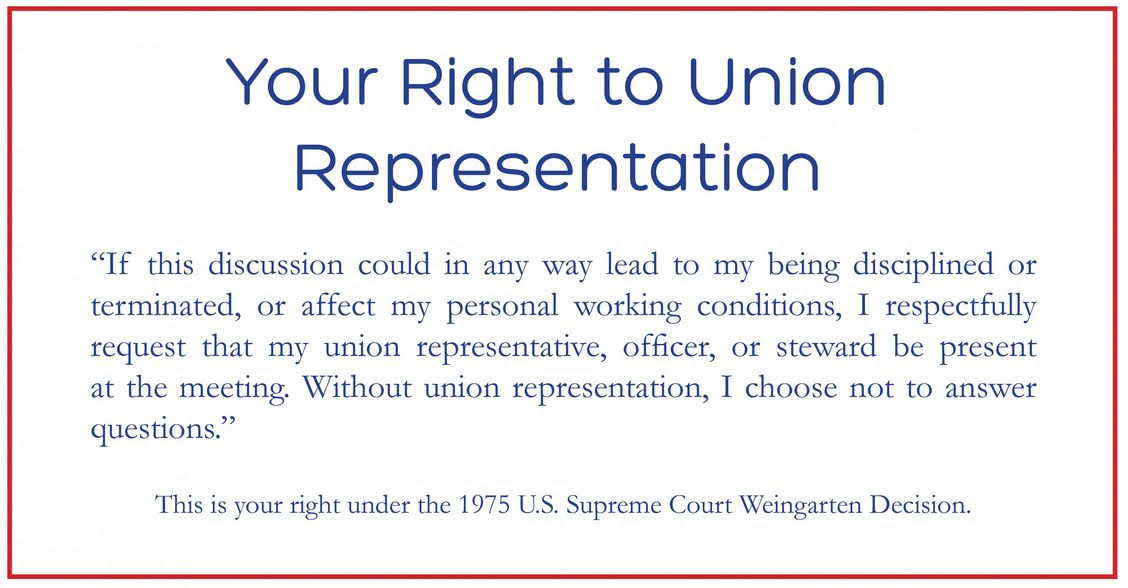 Your Right to Union
Representation
“If this discussion could in any way lead to my being disciplined or
terminated, or affect my personal working conditions, I respectfully
request that my union representative, officer, or steward be present
at the meeting. Without union representation, I choose not to answer
questions.”
This is your right under the 1975 U.S. Supreme Court Weingarten Decision.